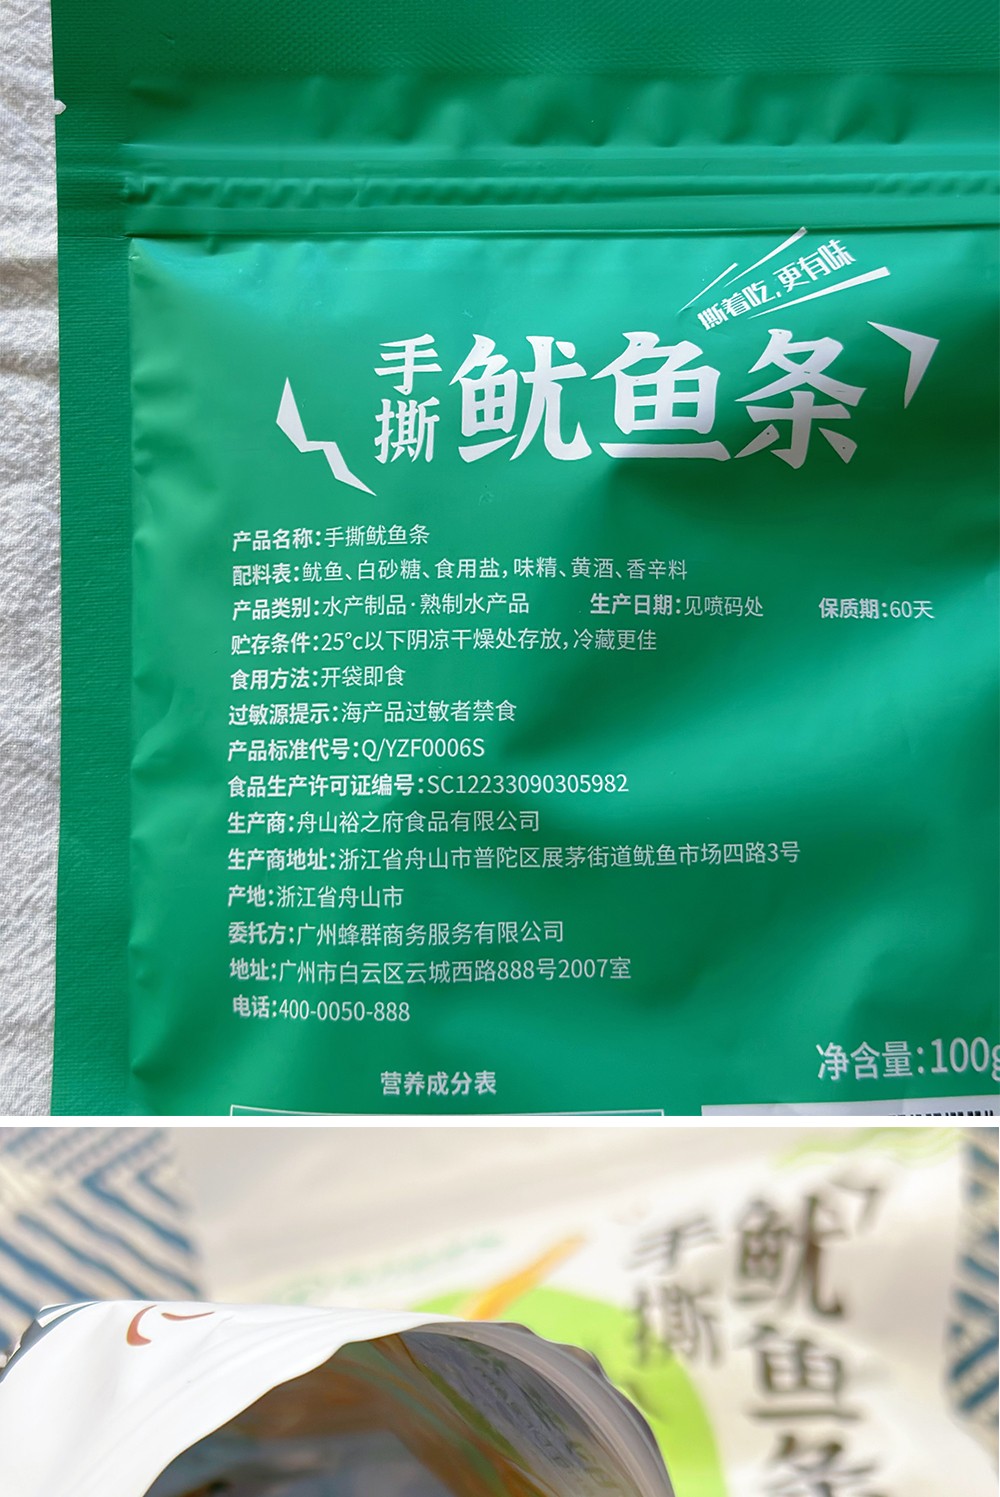 撕着吃,更有味
手撕
鱿鱼条
产品名称:手撕鱿鱼条
配料表:鱿鱼、白砂糖、食用盐,味精、黄酒、香辛料
产品类别:水产制品·熟制水产品 生产日期:见喷码处 保质期:60天
贮存条件:25°c以下阴凉干燥处存放,冷藏更佳
食用方法:开袋即食
过敏源提示:海产品过敏者禁食
产品标准代号:Q/YZF0006S
食品生产许可证编号:SC12233090305982
生产商:舟山裕之府食品有限公司
生产商地址:浙江省舟山市普陀区展茅街道鱿鱼市场四路3号
产地:浙江省舟山市
委托方:广州蜂群商务服务有限公司
地址:广州市白云区云城西路888号2007室
电话:400-0050-888
净含量:100g
营养成分表
手撕
鱿鱼条